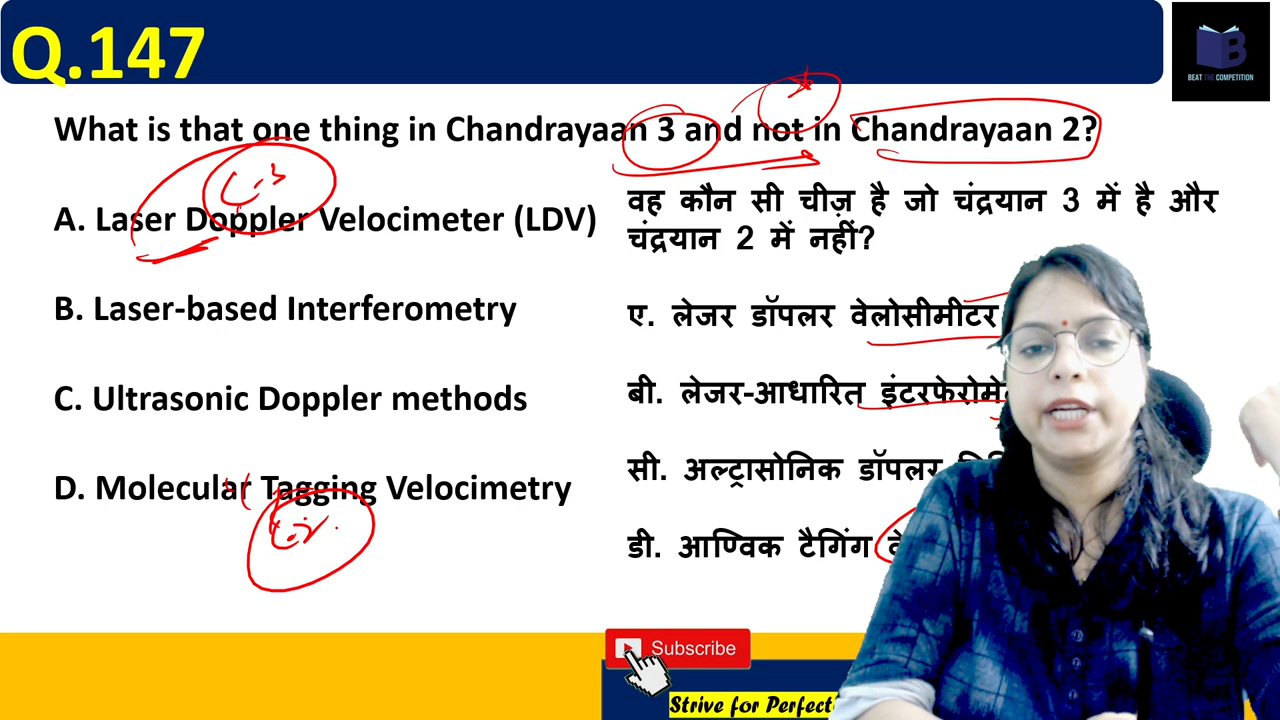 Q.147
BEAT THE COMPETITION
What is that one thing in Chandrayaan 3 and not in Chandrayaan 2?
A. Laser Doppler Velocimeter (LDV)
B. Laser-based Interferometry
C. Ultrasonic Doppler methods
D. Molecular Tagging Velocimetry
वह कौन सी चीज़ है जो चंद्रयान 3 में है और
चंद्रयान 2 में नहीं?
ए. लेजर डॉपलर वेलोसीमीटर
बी. लेजर-आधारित
सी. अल्ट्रासोनिक डॉपलर
डी. आण्विक टैगिंग
C-3
Subscribe
Strive for